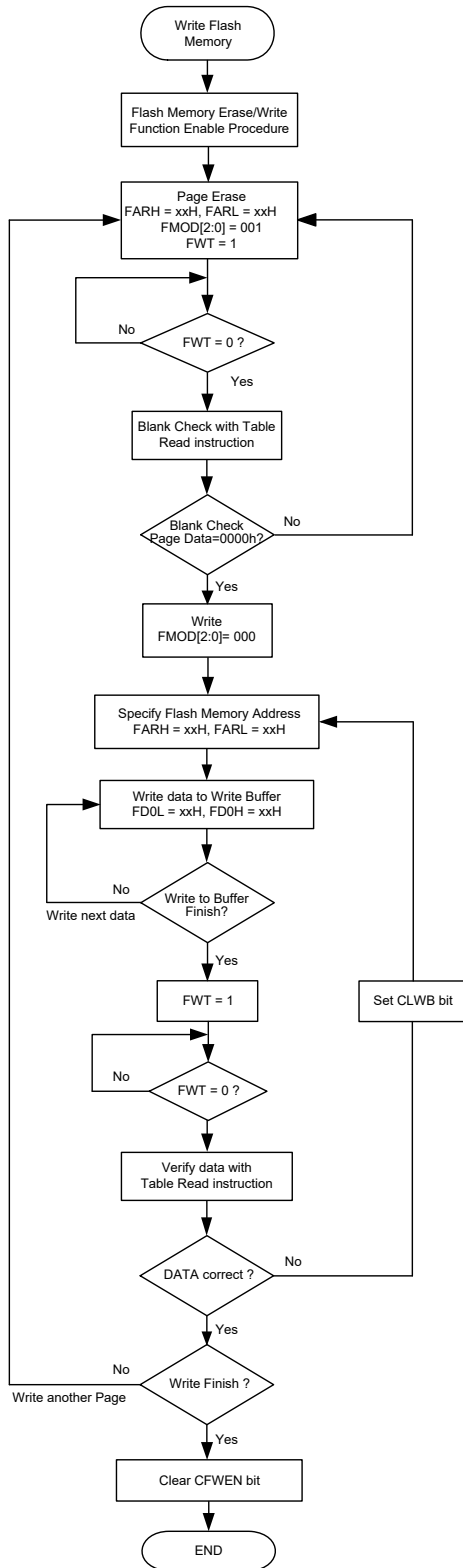 Write Flash
Memory
Flash Memory Erase/Write
Function Enable Procedure
Page Erase
FARH = xxH, FARL = xxH
FMOD[2:0] = 001
FWT = 1
No
FWT = 0 ?
Yes
Blank Check with Table
Read instruction
Blank Check
Page Data=0000h?
No
Yes
Write
FMOD[2:0]= 000
Specify Flash Memory Address
FARH = xxH, FARL = xxH
Write data to Write Buffer
FD0L = xxH, FD0H = xxH
No
Write next data
Write to Buffer
Finish?
Yes
FWT = 1
Set CLWB bit
No
FWT = 0 ?
Yes
Verify data with
Table Read instruction
DATA correct ?
No
Yes
No
Write another Page
Write Finish ?
Yes
Clear CFWEN bit
END